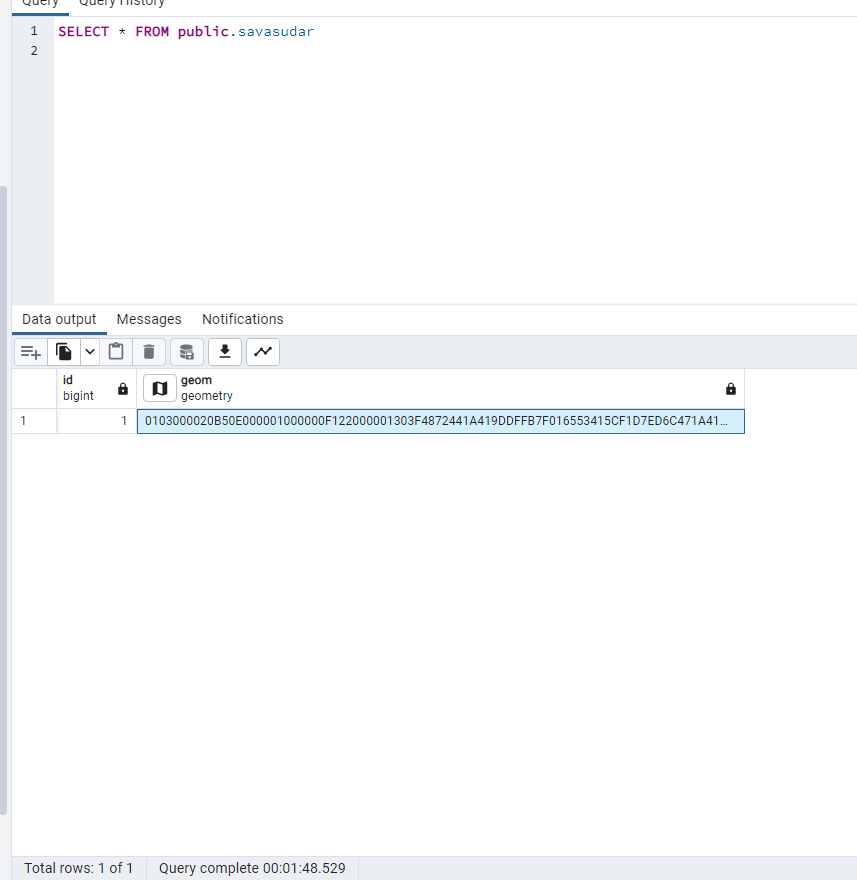 Query Query History
1 SELECT * FROM public.savasudar
2
Data output Messages Notifications
id geom
bigint geometry
1 1 0103000020B50E000001000000F122000001303F4872441A419DDFFB7F016553415CF1D7ED6C471A41...
Total rows: 1 of 1 Query complete 00:01:48.529